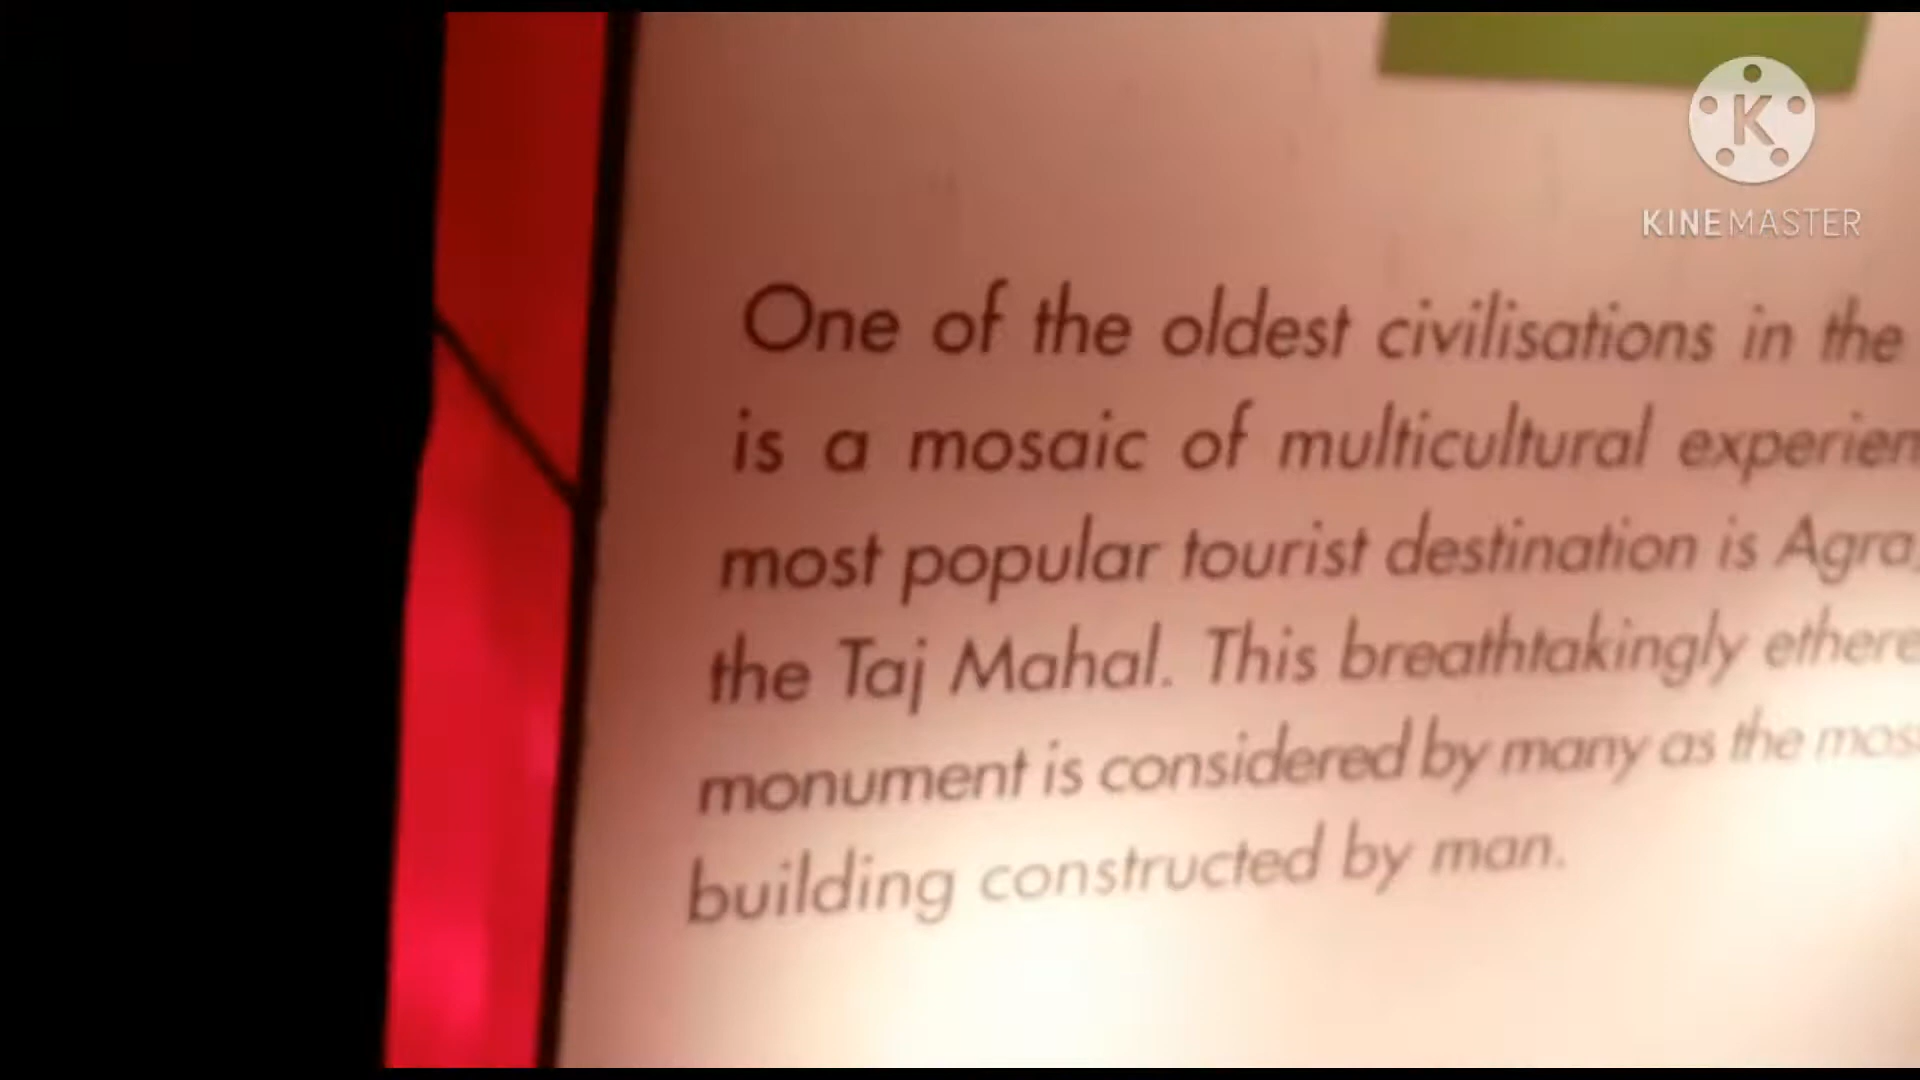 K
KINEMASTER
One of the oldest civilisations in the
is a mosaic of multicultural
most popular tourist destination is Agra,
the Taj Mahal. This breathtakingly
monument is considered by many as the
building constructed by man.